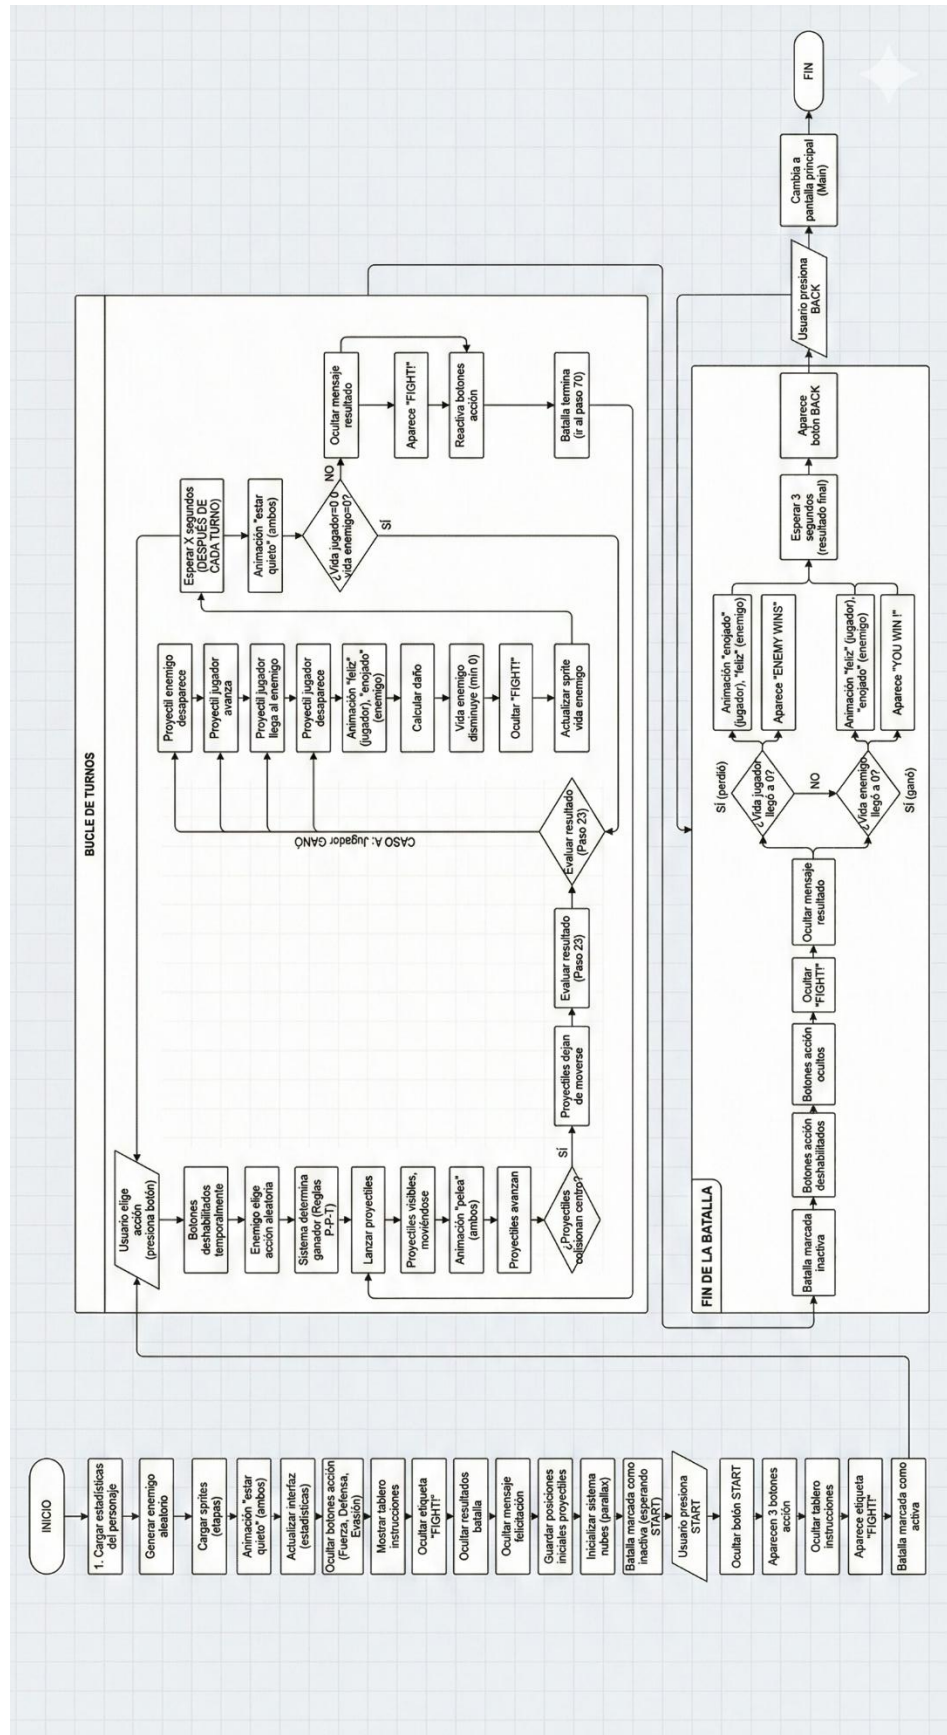 INICIO
1. Cargar estadísticas
del personaje
Generar enemigo
aleatorio
Cargar sprites
(etapas)
Animación "estar
quieto" (ambos)
Actualizar interfaz
(estadísticas)
Ocultar botones acción
(Fuerza, Defensa,
Evasión)
Mostrar tablero
instrucciones
Ocultar etiqueta
"FIGHT!"
Ocultar resultados
batalla
Ocultar mensaje
felicitación
Guardar posiciones
iniciales proyectiles
Inicializar sistema
nubes (parallax)
Batalla marcada como
inactiva (esperando
START)
Usuario presiona
START
Ocultar botón START
Aparecen 3 botones
acción
Ocultar tablero
instrucciones
Aparece etiqueta
"FIGHT!"
Batalla marcada como
activa
BUCLE DE TURNOS
Usuario elige
acción
(presiona botón)
Botones
deshabilitados
temporalmente
Enemigo elige
acción aleatoria
Sistema determina
ganador (Reglas
P-P-T)
Lanzar proyectiles
Proyectiles visibles,
moviéndose
Animación "pelea"
(ambos)
Proyectiles avanzan
¿Proyectiles
colisionan centro?
SÍ
Proyectiles dejan
de moverse
Evaluar resultado
(Paso 23)
Evaluar resultado
(Paso 23)
CASO A: Jugador GANÓ
Proyectil enemigo
desaparece
Proyectil jugador
avanza
Proyectil jugador
llega al enemigo
Proyectil jugador
desaparece
Animación "feliz"
(jugador), "enojado"
(enemigo)
Calcular daño
Vida enemigo
disminuye (min 0)
Ocultar "FIGHT!"
Actualizar sprite
vida enemigo
Esperar X segundos
(DESPUÉS DE
CADA TURNO)
Animación "estar
quieto" (ambos)
¿Vida jugador=0 0
vida enemigo=0?
NO
SÍ
Ocultar mensaje
resultado
Aparece "FIGHT!"
Reactiva botones
acción
Batalla termina
(ir al paso 70)
FIN DE LA BATALLA
Batalla marcada
inactiva
Botones acción
deshabilitados
Botones acción
ocultos
Ocultar
"FIGHT!"
Ocultar mensaje
resultado
¿Vida jugador
llegó a 0?
SÍ (perdió)
NO
¿Vida enemigo
llegó a 0?
SÍ (ganó)
Animación "enojado"
(jugador), "feliz" (enemigo)
Aparece "ENEMY WINS"
Animación "feliz" (jugador),
"enojado" (enemigo)
Aparece "YOU WIN !"
Esperar 3
segundos
(resultado final)
Aparece
botón BACK
Usuario presiona
BACK
Cambia a
pantalla principal
(Main)
FIN